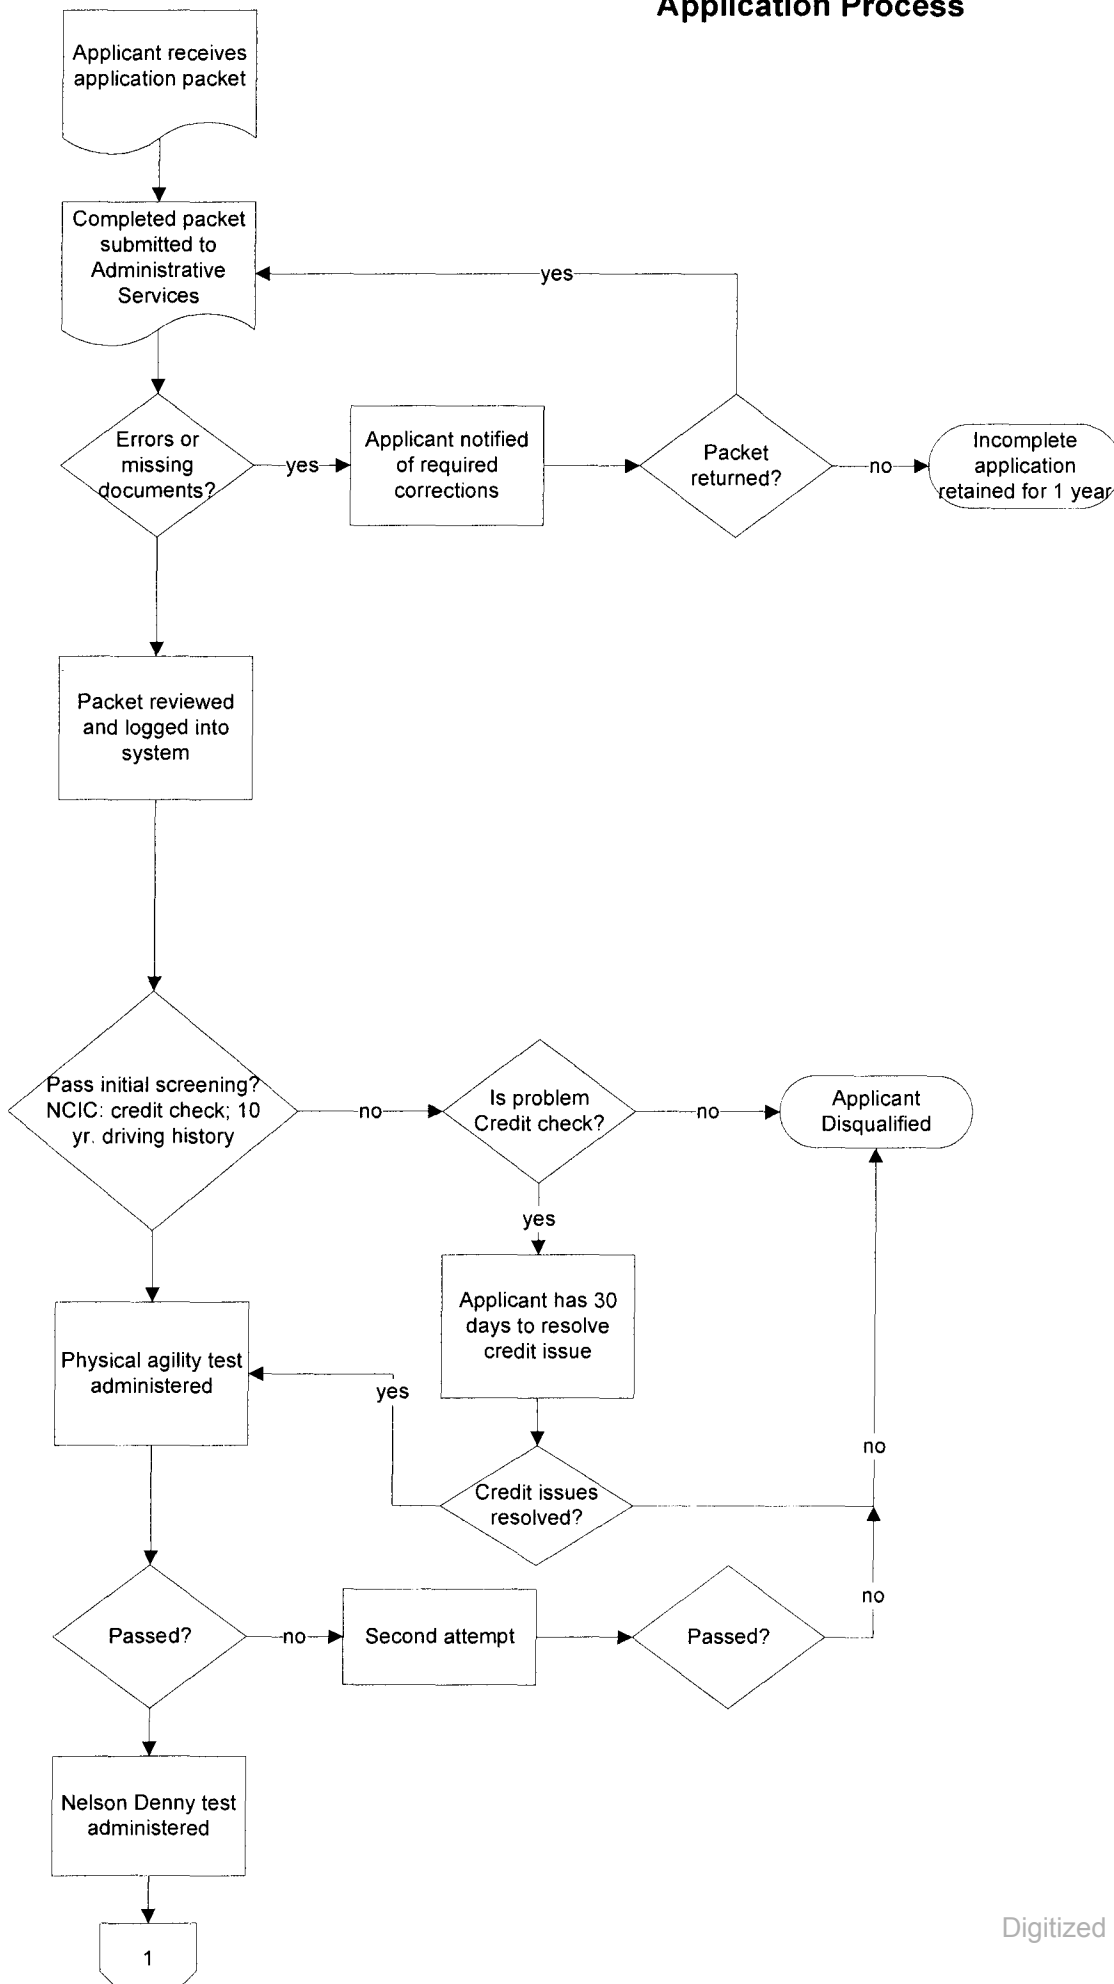 Application Process
Applicant receives
application packet
Completed packet
submitted to
Administrative
Services
yes
Errors or
missing
documents?
yes
Applicant notified
of required
corrections
Packet
returned?
no
Incomplete
application
retained for 1 year
Packet reviewed
and logged into
system
Pass initial screening?
NCIC: credit check; 10
yr. driving history
no
Is problem
Credit check?
no
Applicant
Disqualified
yes
Applicant has 30
days to resolve
credit issue
Physical agility test
administered
yes
no
Credit issues
resolved?
no
Passed?
no
Second attempt
Passed?
Nelson Denny test
administered
1
Digitized